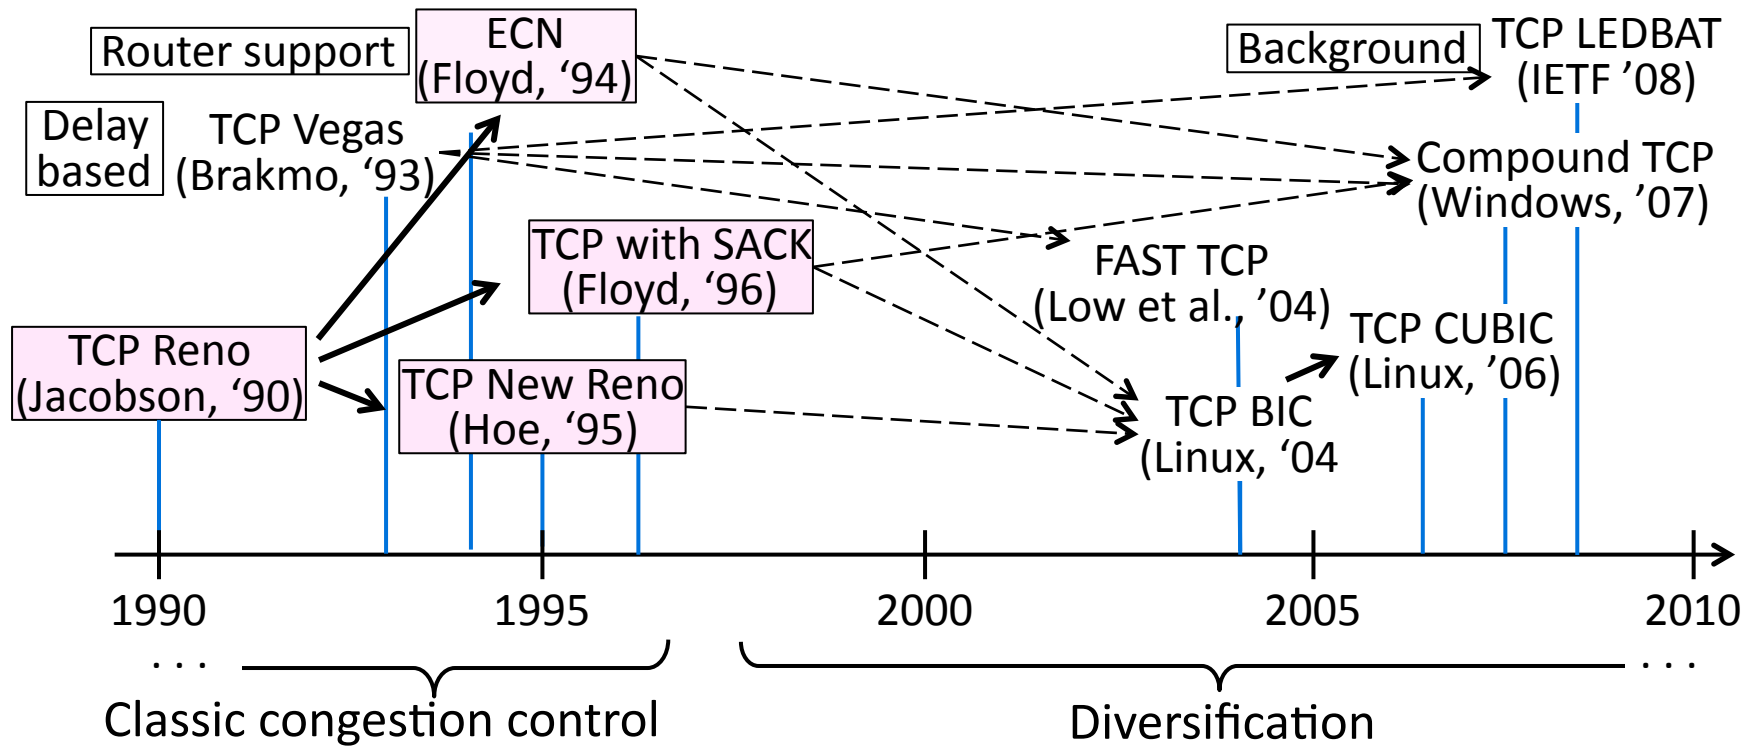 Router support
ECN
(Floyd, ‘94)
Background
TCP LEDBAT
(IETF ’08)
Delay
based
TCP Vegas
(Brakmo, ‘93)
Compound TCP
(Windows, ’07)
TCP with SACK
(Floyd, ‘96)
FAST TCP
(Low et al., ’04)
TCP Reno
(Jacobson, ‘90)
TCP New Reno
(Hoe, ‘95)
TCP CUBIC
(Linux, ’06)
TCP BIC
(Linux, ‘04
1990 1995 2000 2005 2010
. . . . . .
Classic congestion control
Diversification